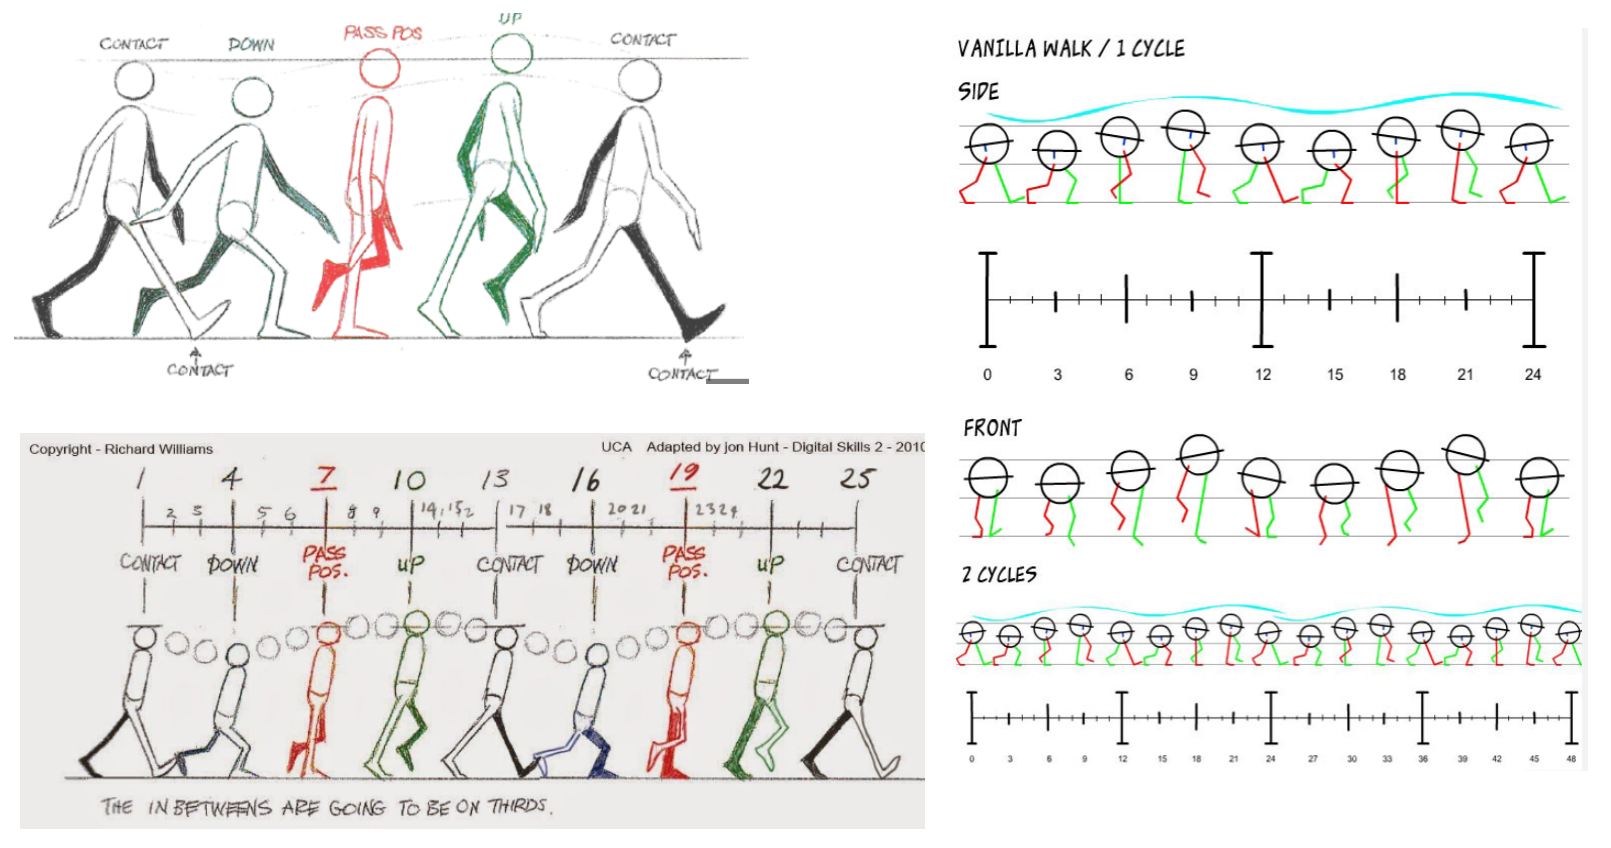 CONTACT
DOWN
PASS POS
UP
CONTACT
CONTACT
CONTACT
Copyright - Richard Williams
UCA Adapted by jon Hunt - Digital Skills 2 - 2010
1 4 7 10 13 16 19 22 25
2 3 5 6 8 9 14 15 2 17 18 20 21 23 24
CONTACT DOWN PASS POS. UP CONTACT DOWN PASS POS. UP CONTACT
THE INBETWEENS ARE GOING TO BE ON THIRDS.
VANILLA WALK / 1 CYCLE
SIDE
0 3 6 9 12 15 18 21 24
FRONT
2 CYCLES
0 3 6 9 12 15 18 21 24 27 30 33 36 39 42 45 48